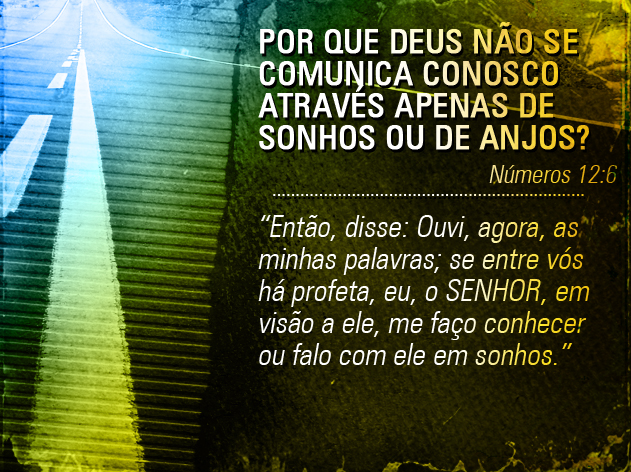 POR QUE DEUS NÃO SE
COMUNICA CONOSCO
ATRAVÉS APENAS DE
SONHOS OU DE ANJOS?
Números 12:6
“Então, disse: Ouvi, agora, as
minhas palavras; se entre vós
há profeta, eu, o SENHOR, em
visão a ele, me faço conhecer
ou falo com ele em sonhos.”